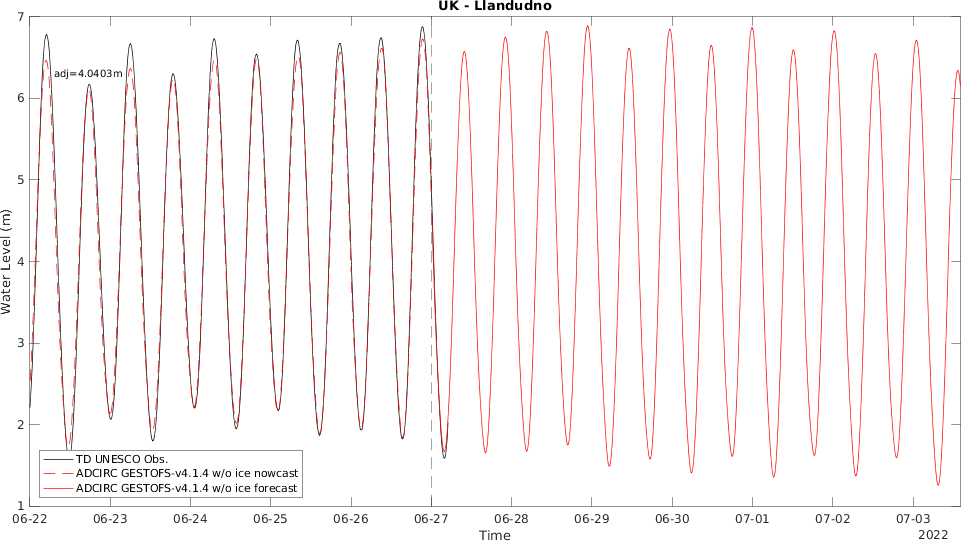 UK - Llandudno
7
adj=4.0403m
6
5
Water Level (m)
4
3
2
TD UNESCO Obs.
ADCIRC GESTOFS-v4.1.4 w/o ice nowcast
ADCIRC GESTOFS-v4.1.4 w/o ice forecast
1
06-22 06-23 06-24 06-25 06-26 06-27 06-28 06-29 06-30 07-01 07-02 07-03
Time
2022